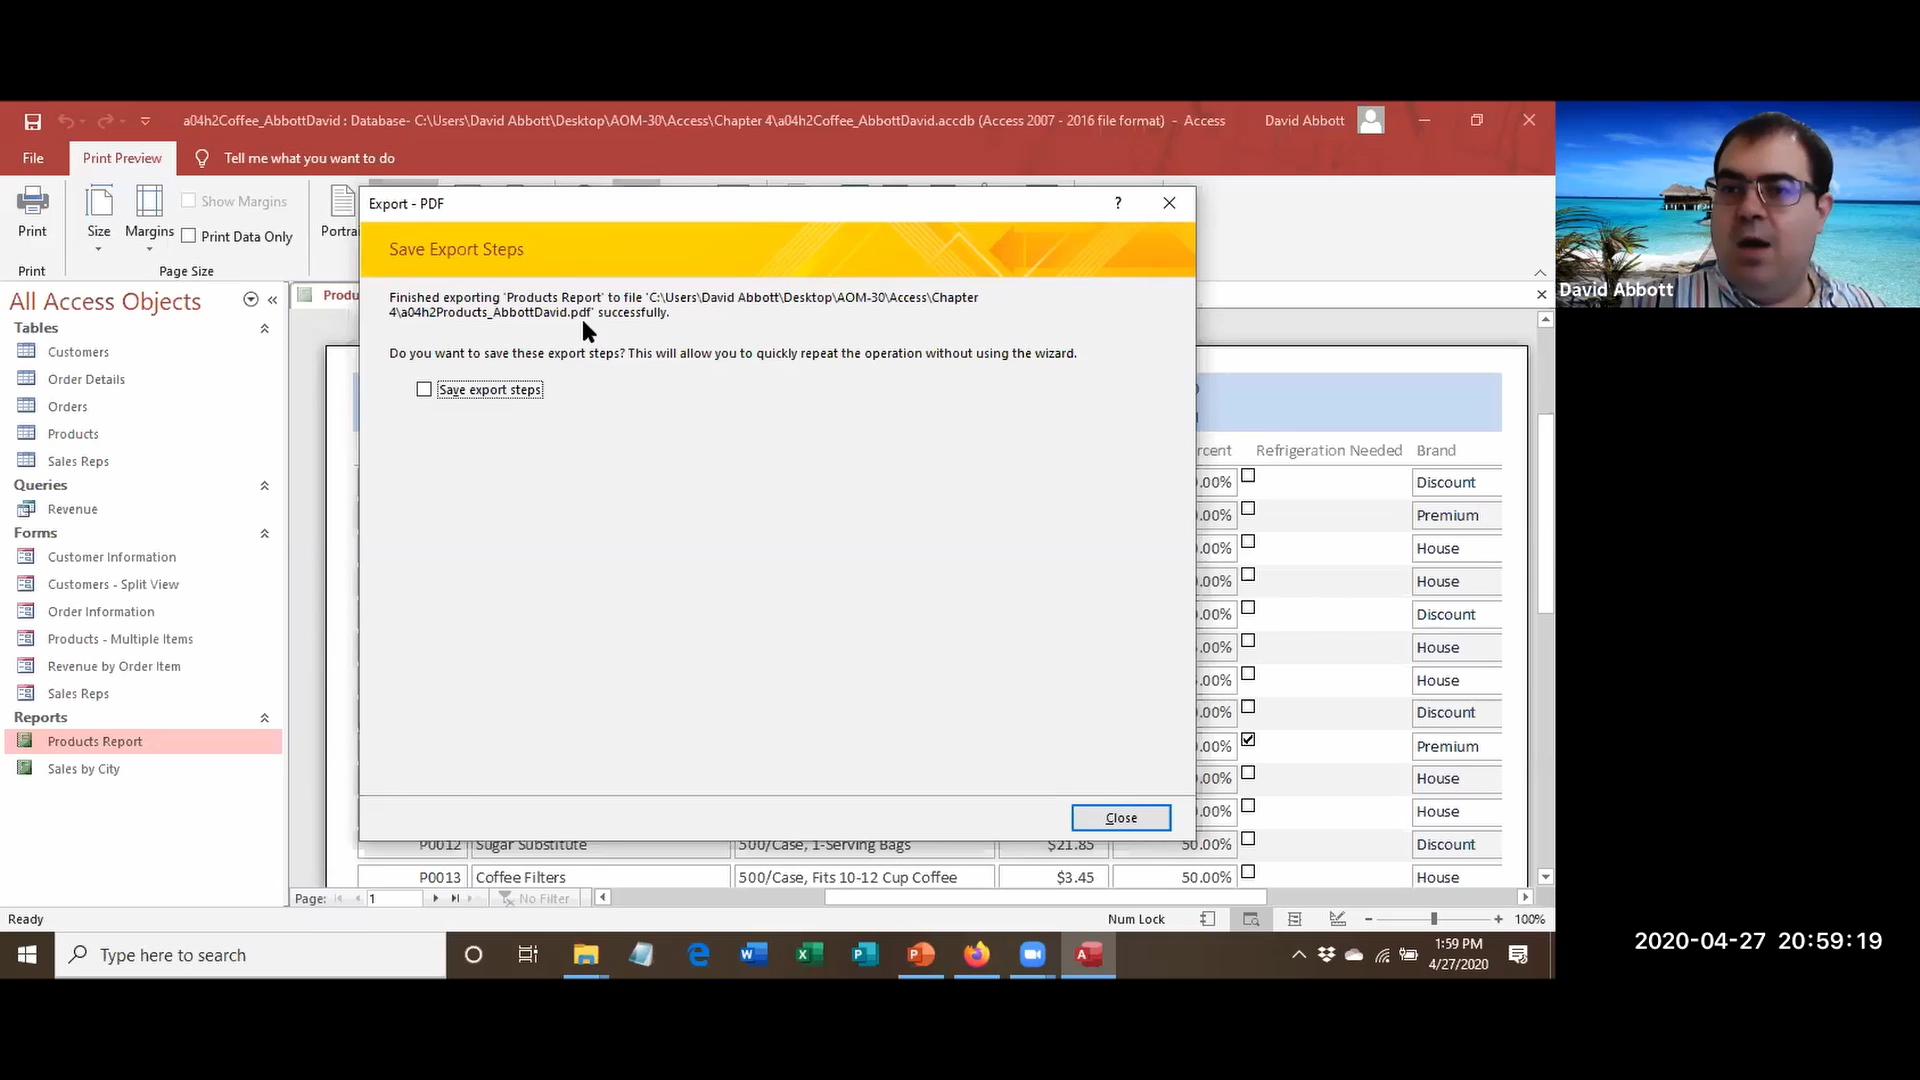 a04h2Coffee_AbbottDavid : Database- C:\Users\David Abbott\Desktop\AOM-30\Access\Chapter 4\a04h2Coffee_AbbottDavid.accdb (Access 2007 - 2016 file format) - Access
David Abbott
File
Print Preview
Tell me what you want to do
Print
Size
Margins
Show Margins
Print Data Only
Print
Page Size
Export - PDF
?
Save Export Steps
Finished exporting 'Products Report' to file 'C:\Users\David Abbott\Desktop\AOM-30\Access\Chapter
4\a04h2Products_AbbottDavid.pdf' successfully.
Do you want to save these export steps? This will allow you to quickly repeat the operation without using the wizard.
Save export steps
Close
David Abbott
All Access Objects
Tables
Customers
Order Details
Orders
Products
Sales Reps
Queries
Revenue
Forms
Customer Information
Customers - Split View
Order Information
Products - Multiple Items
Revenue by Order Item
Sales Reps
Reports
Products Report
Sales by City
Refrigeration Needed Brand
Discount
Premium
House
House
Discount
House
House
Discount
Premium
House
House
P0012 Sugar Substitute 500/Case, 1-Serving Bags $21.85 50.00% Discount
P0013 Coffee Filters 500/Case, Fits 10-12 Cup Coffee $3.45 50.00% House
Page: 1 No Filter
Ready
Num Lock
100%
Type here to search
1:59 PM
4/27/2020
2020-04-27 20:59:19